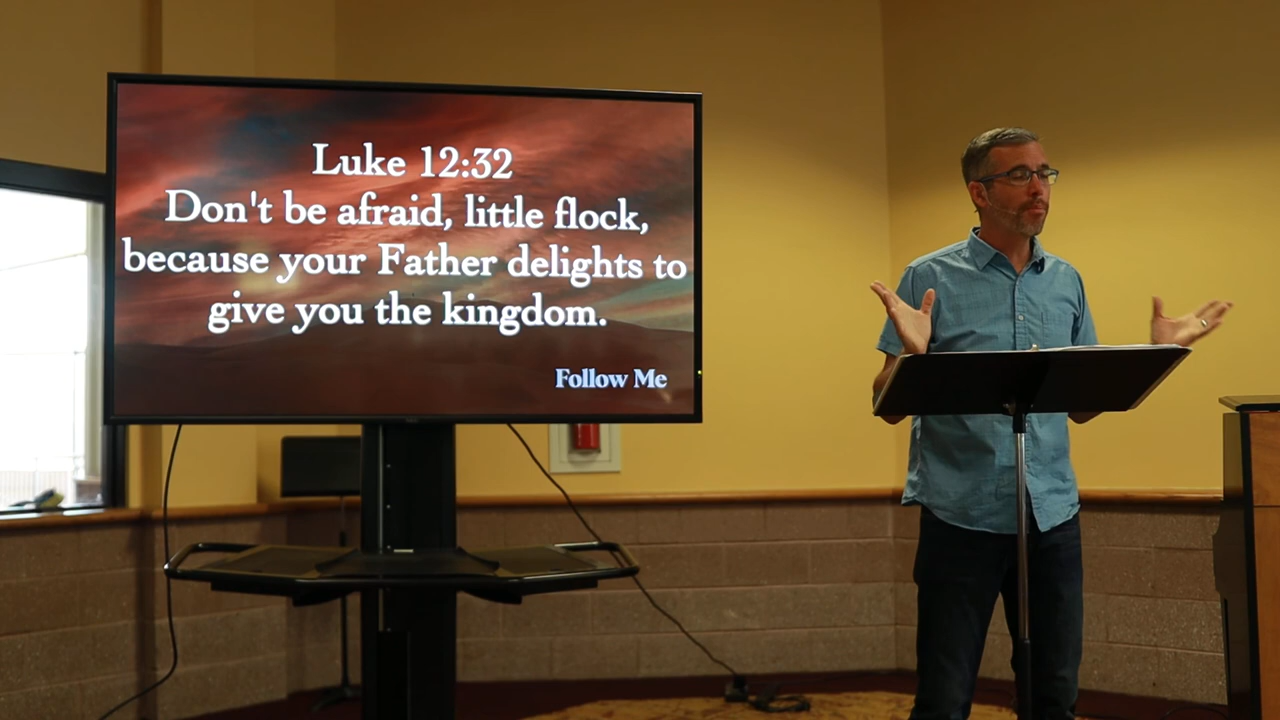 Luke 12:32
Don't be afraid, little flock,
because your Father delights to
give you the kingdom.
Follow Me